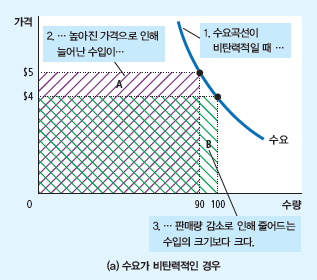 가격
2. … 높아진 가격으로 인해
늘어난 수입이…
1. 수요곡선이
비탄력적일 때 …
$5
A
$4
수요
B
0
90 100
수량
3. … 판매량 감소로 인해 줄어드는
수입의 크기보다 크다.
(a) 수요가 비탄력적인 경우